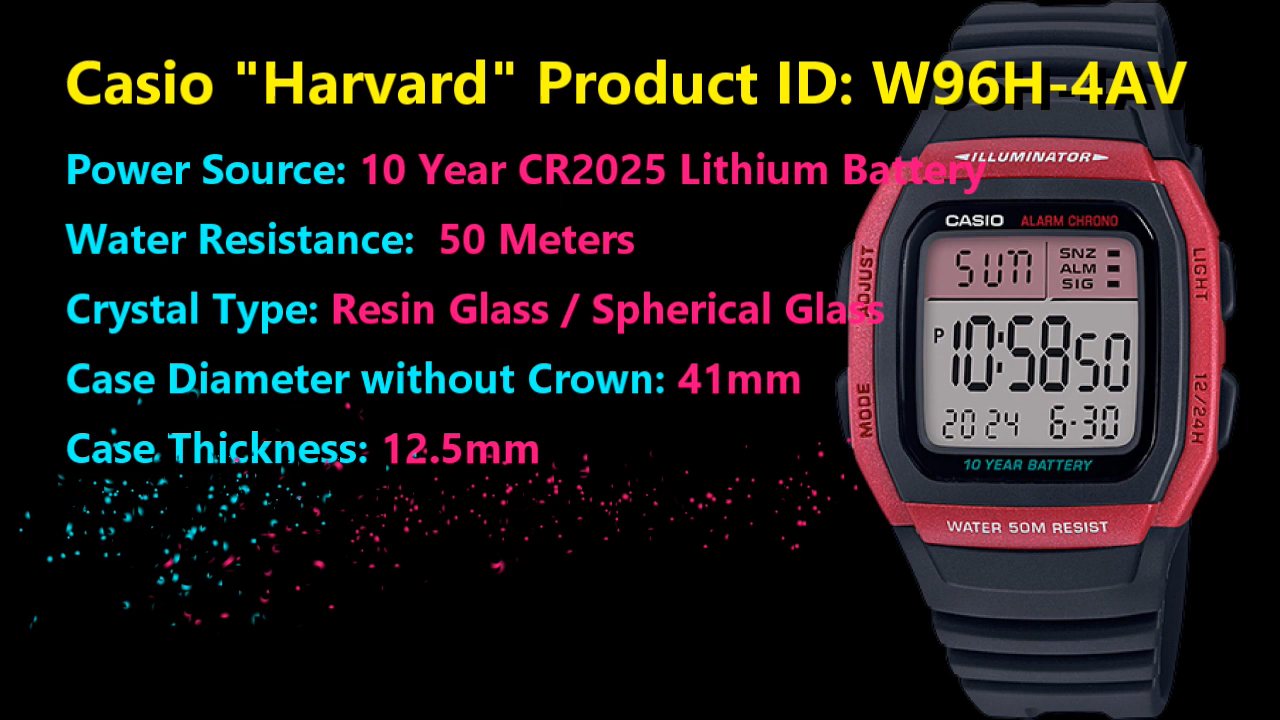 Casio "Harvard" Product ID: W96H-4AV
Power Source: 10 Year CR2025 Lithium Battery
Water Resistance: 50 Meters
Crystal Type: Resin Glass / Spherical Glass
Case Diameter without Crown: 41mm
Case Thickness: 12.5mm
ILLUMINATOR
CASIO ALARM CHRONO
ADJUST
LIGHT
SUN
SNZ
ALM
SIG
P 10:58 50
20 24 6-30
MODE
12/24H
10 YEAR BATTERY
WATER 50M RESIST